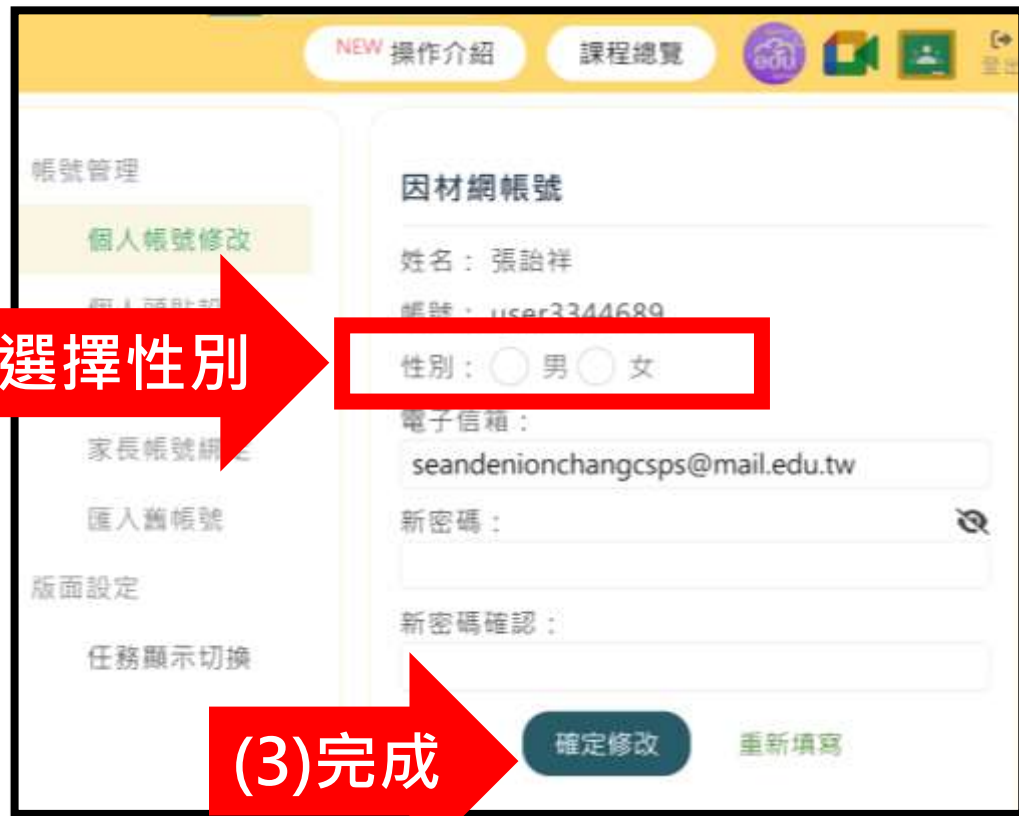 NEW 操作介紹
課程總覽
edu
登出
帳號管理
個人帳號修改
家長帳號綁定
匯入舊帳號
版面設定
任務顯示切換
因材網帳號
姓名： 張詒祥
帳號： user3344689
選擇性別
性別： 男 女
電子信箱：
seandenionchangcsps@mail.edu.tw
新密碼：
新密碼確認：
(3)完成
確定修改
重新填寫